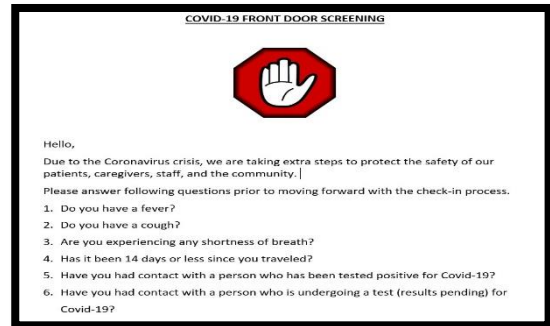 COVID-19 FRONT DOOR SCREENING
Hello,
Due to the Coronavirus crisis, we are taking extra steps to protect the safety of our
patients, caregivers, staff, and the community.
Please answer following questions prior to moving forward with the check-in process.
1. Do you have a fever?
2. Do you have a cough?
3. Are you experiencing any shortness of breath?
4. Has it been 14 days or less since you traveled?
5. Have you had contact with a person who has been tested positive for Covid-19?
6. Have you had contact with a person who is undergoing a test (results pending) for
Covid-19?